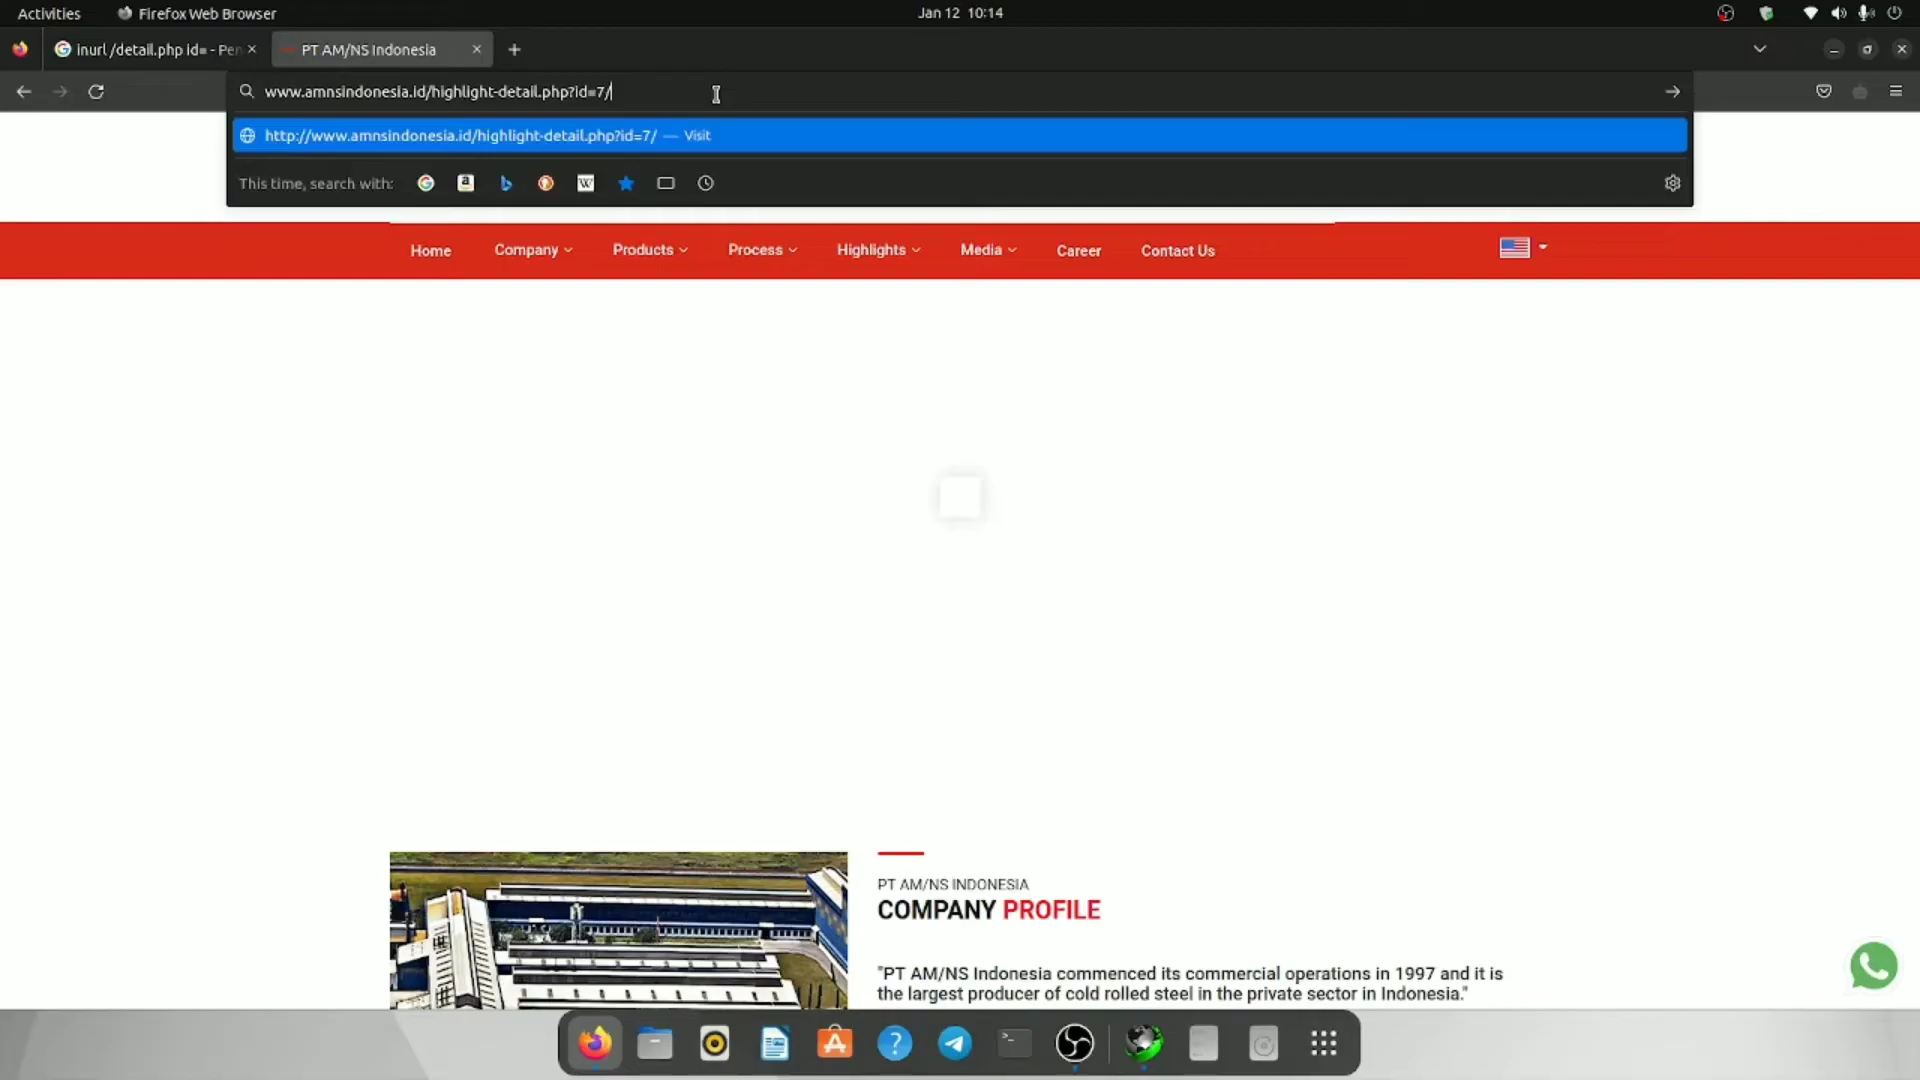 Activities
Firefox Web Browser
Jan 12 10:14
inurl /detail.php id= - Pen
PT AM/NS Indonesia
www.amnsindonesia.id/highlight-detail.php?id=7/
http://www.amnsindonesia.id/highlight-detail.php?id=7/ — Visit
This time, search with:
Home
Company
Products
Process
Highlights
Media
Career
Contact Us
PT AM/NS INDONESIA
COMPANY PROFILE
"PT AM/NS Indonesia commenced its commercial operations in 1997 and it is
the largest producer of cold rolled steel in the private sector in Indonesia."